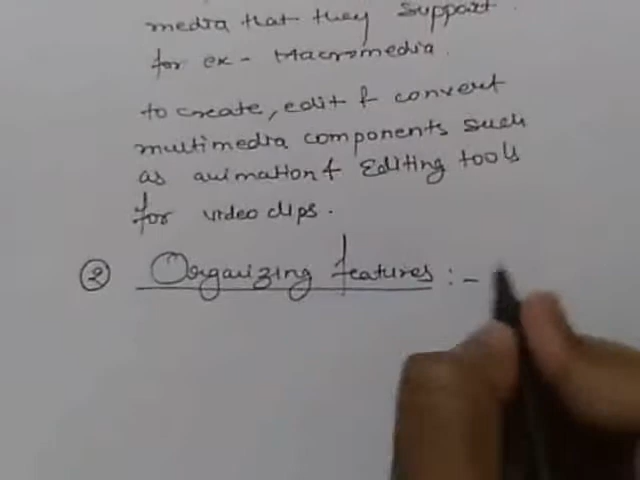 media that they support.
for ex - Macromedia.
to create, edit & convert
multimedia components such
as animation & Editing tools
for video clips.
② Organizing features :-